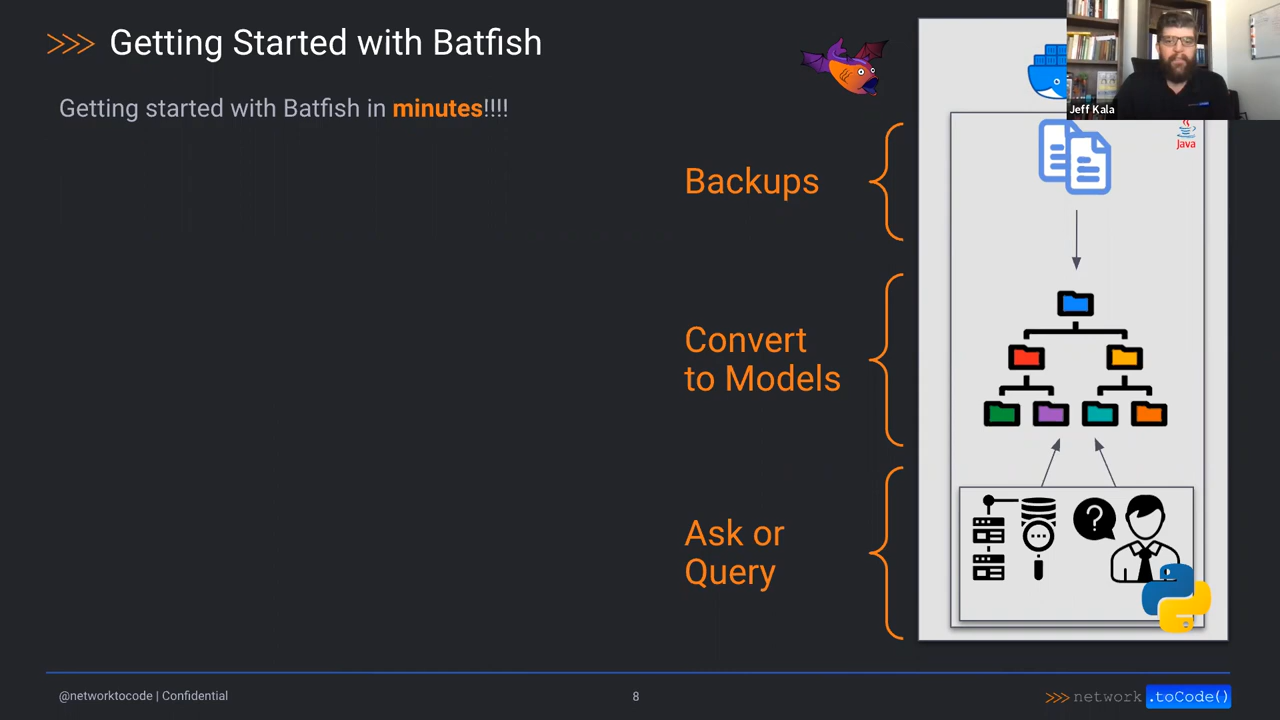 >>> Getting Started with Batfish
Getting started with Batfish in minutes!!!!
Jeff Kala
Java
Backups
Convert
to Models
Ask or
Query
?
@networktocode | Confidential
8
>>> network .toCode()